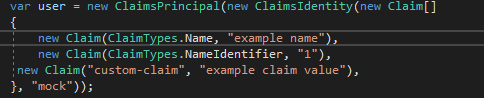 var user = new ClaimsPrincipal(new ClaimsIdentity(new Claim[]
{
new Claim(ClaimTypes.Name, "example name"),
new Claim(ClaimTypes.NameIdentifier, "1"),
new Claim("custom-claim", "example claim value"),
}, "mock"));